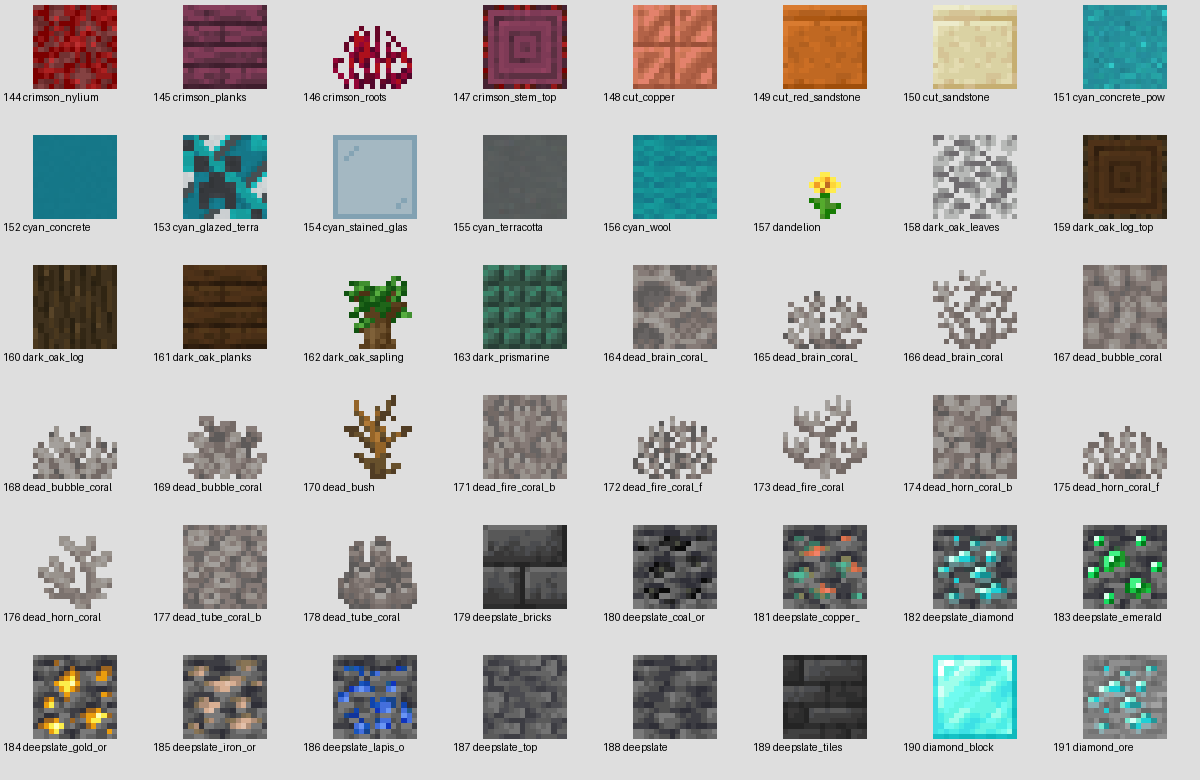 144 crimson_nylium 145 crimson_planks 146 crimson_roots 147 crimson_stem_top 148 cut_copper 149 cut_red_sandstone 150 cut_sandstone 151 cyan_concrete_pow
152 cyan_concrete 153 cyan_glazed_terra 154 cyan_stained_glas 155 cyan_terracotta 156 cyan_wool 157 dandelion 158 dark_oak_leaves 159 dark_oak_log_top
160 dark_oak_log 161 dark_oak_planks 162 dark_oak_sapling 163 dark_prismarine 164 dead_brain_coral_ 165 dead_brain_coral_ 166 dead_brain_coral 167 dead_bubble_coral
168 dead_bubble_coral 169 dead_bubble_coral 170 dead_bush 171 dead_fire_coral_b 172 dead_fire_coral_f 173 dead_fire_coral 174 dead_horn_coral_b 175 dead_horn_coral_f
176 dead_horn_coral 177 dead_tube_coral_b 178 dead_tube_coral 179 deepslate_bricks 180 deepslate_coal_or 181 deepslate_copper_ 182 deepslate_diamond 183 deepslate_emerald
184 deepslate_gold_or 185 deepslate_iron_or 186 deepslate_lapis_o 187 deepslate_top 188 deepslate 189 deepslate_tiles 190 diamond_block 191 diamond_ore